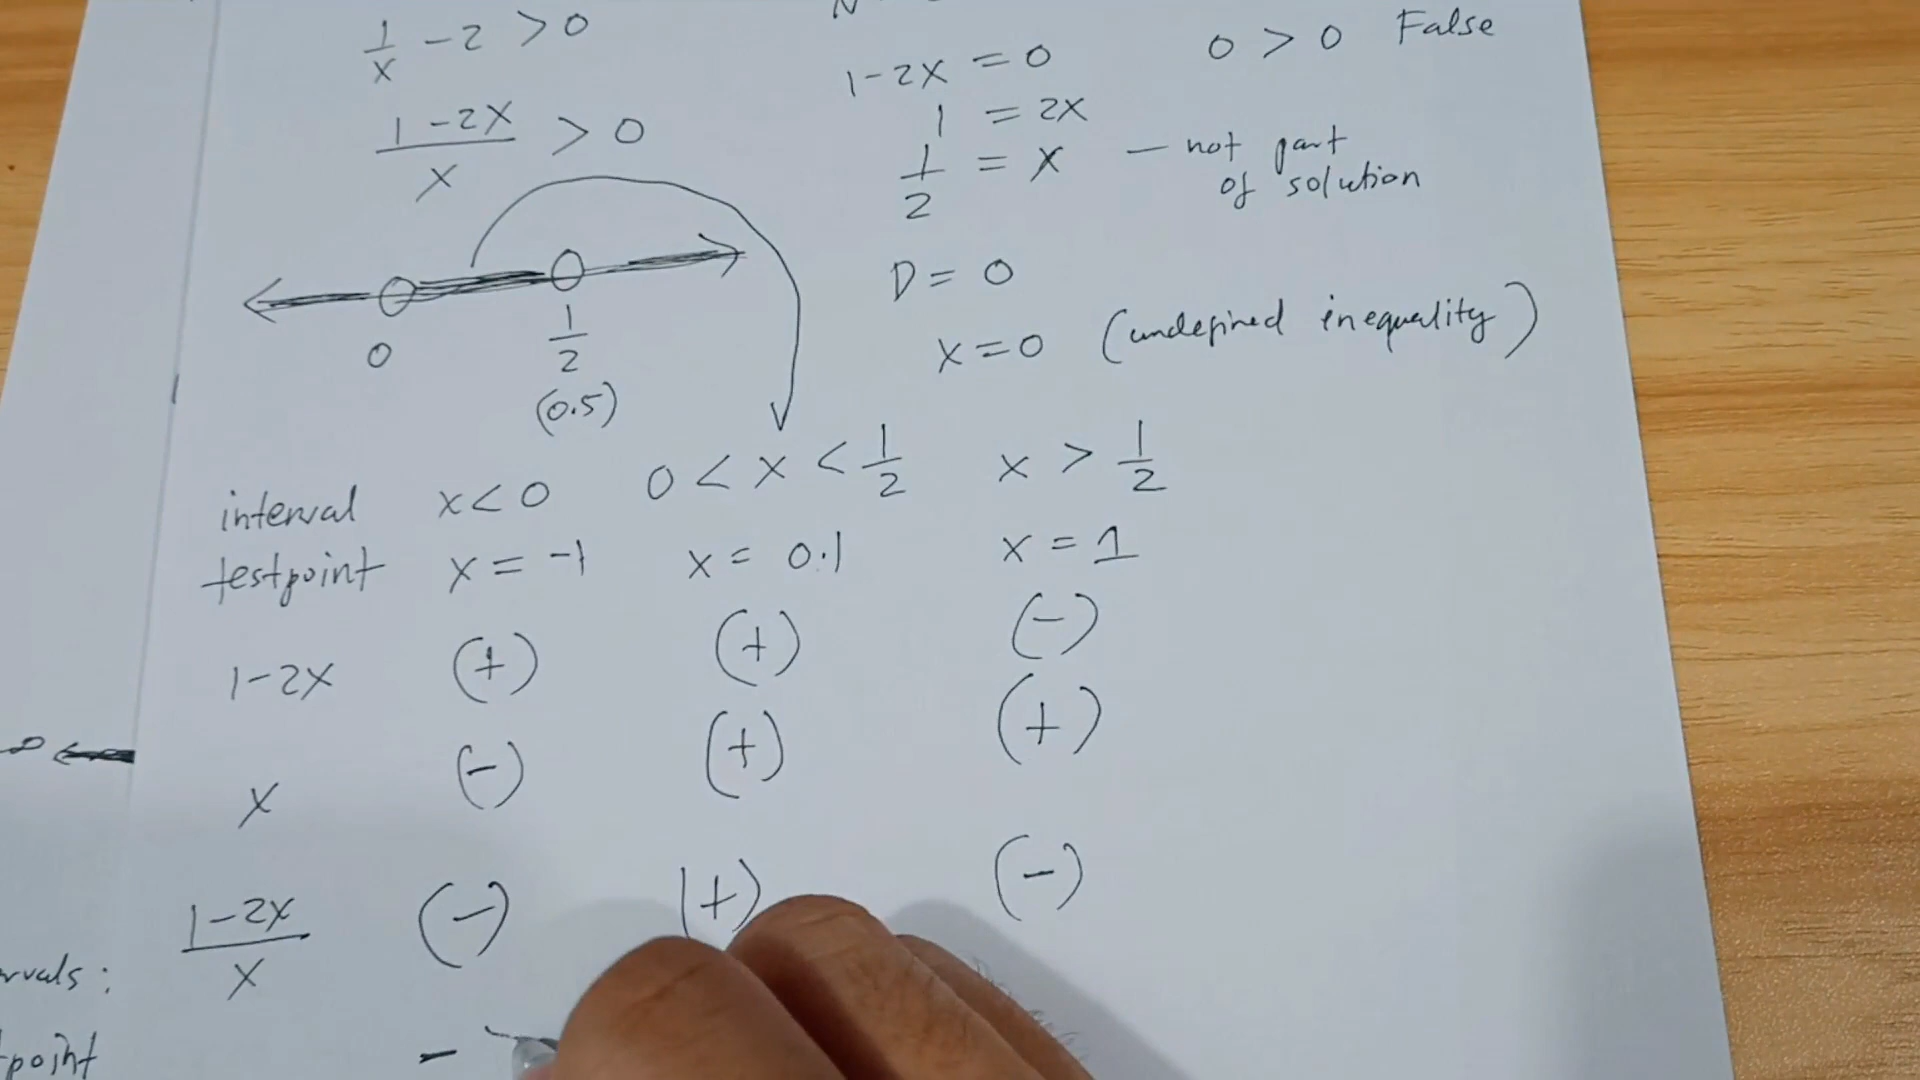 1/x - 2 > 0
(1-2x)/x > 0
0
1/2
(0.5)
1-2x = 0
1 = 2x
1/2 = x — not part of solution
0 > 0 False
D = 0
x = 0 (undefined inequality)
interval x < 0 0 < x < 1/2 x > 1/2
testpoint x = -1 x = 0.1 x = 1
1-2x (+) (+) (-)
x (-) (+) (+)
(1-2x)/x (-) (+) (-)
-